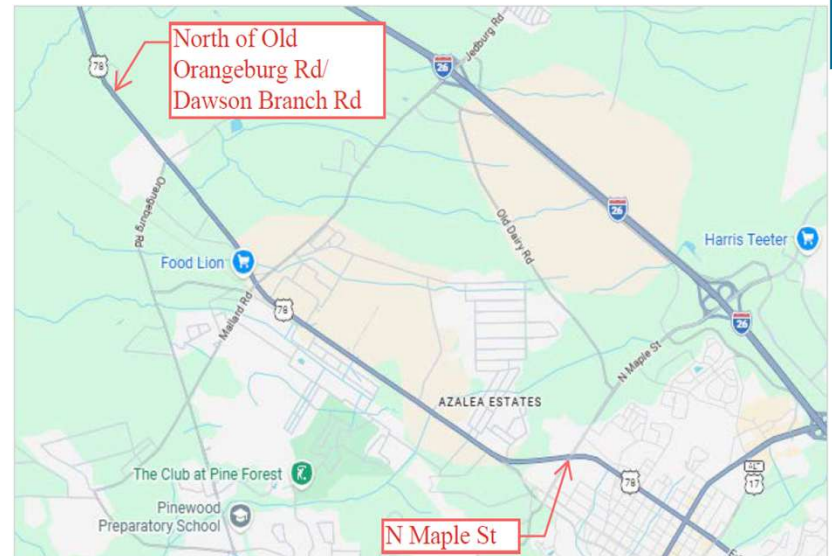 North of Old
Orangeburg Rd/
Dawson Branch Rd
78
Jedburg Rd
26
Orangeburg Rd
Old Dairy Rd
26
Harris Teeter
Food Lion
Mallard Rd
78
26
N Maple St
AZALEA ESTATES
The Club at Pine Forest
78
17
Pinewood
Preparatory School
N Maple St